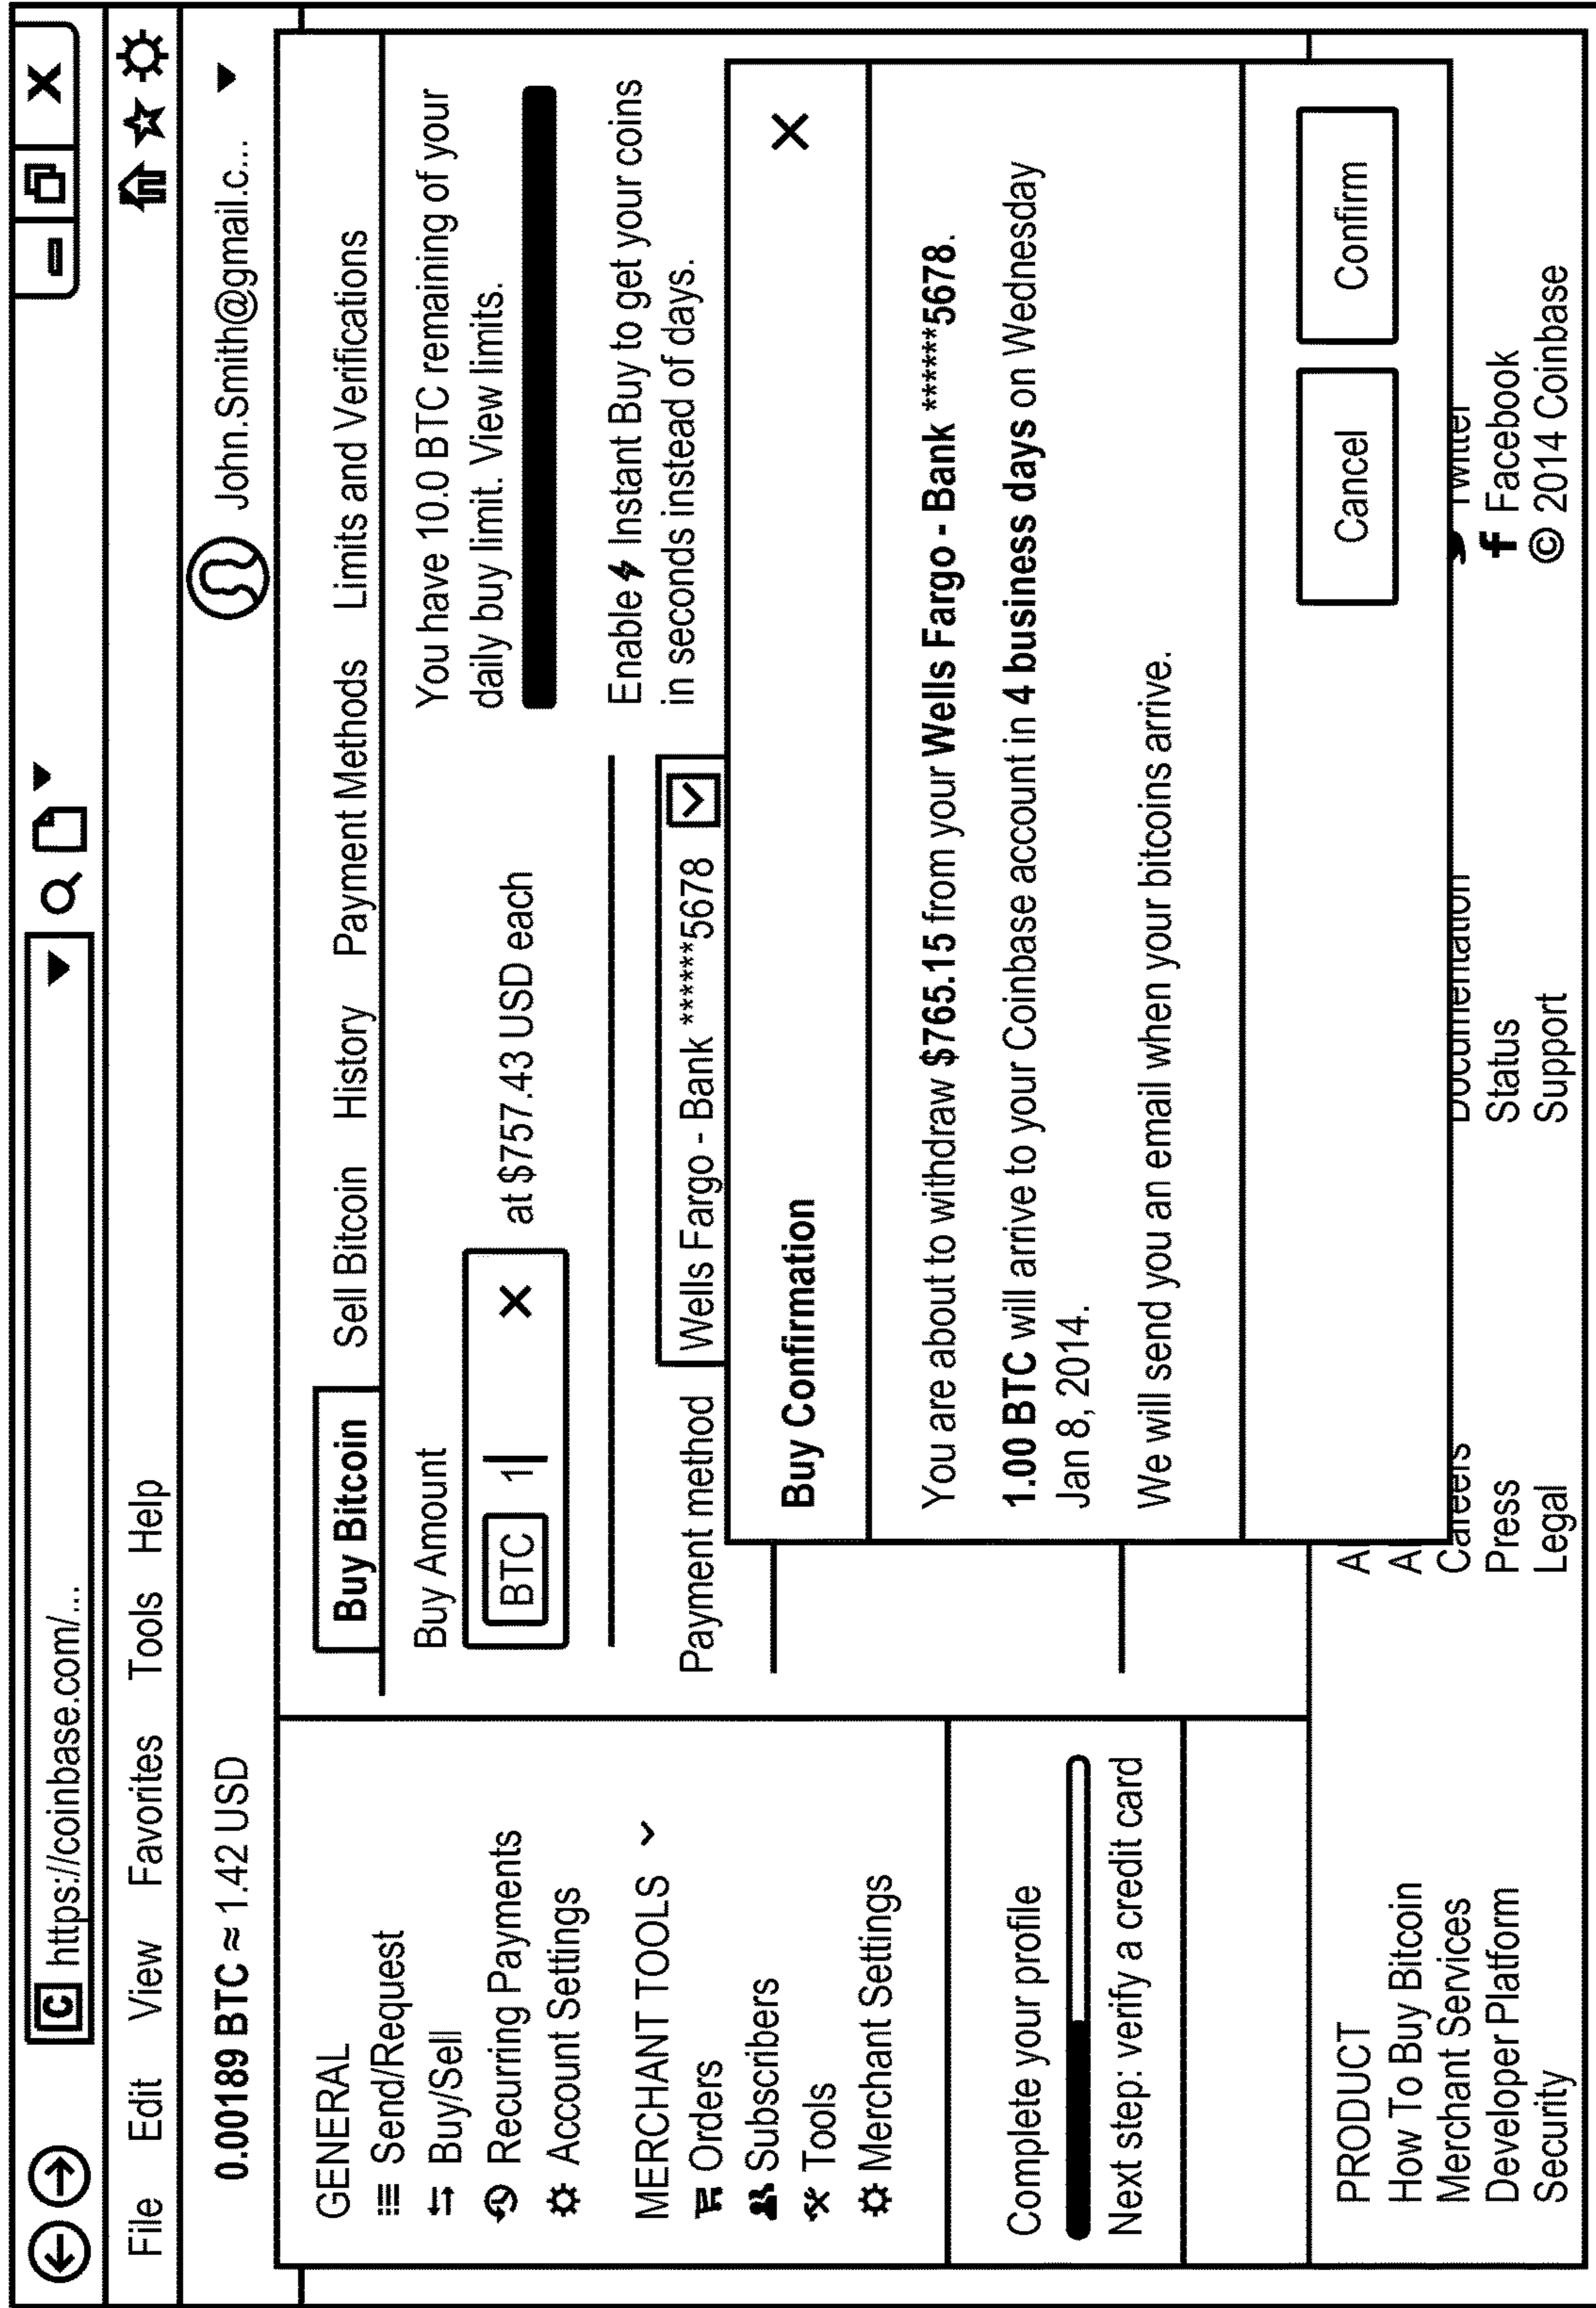 C https://coinbase.com/...
File Edit View Favorites Tools Help
0.00189 BTC ≈ 1.42 USD
John.Smith@gmail.c...
GENERAL
Send/Request
Buy/Sell
Recurring Payments
Account Settings
MERCHANT TOOLS
Orders
Subscribers
Tools
Merchant Settings
Complete your profile
Next step: verify a credit card
Buy Bitcoin Sell Bitcoin History Payment Methods Limits and Verifications
Buy Amount
BTC 1 at $757.43 USD each
You have 10.0 BTC remaining of your
daily buy limit. View limits.
Enable Instant Buy to get your coins
in seconds instead of days.
Payment method Wells Fargo - Bank ******5678
Buy Confirmation
You are about to withdraw $765.15 from your Wells Fargo - Bank ******5678.
1.00 BTC will arrive to your Coinbase account in 4 business days on Wednesday
Jan 8, 2014.
We will send you an email when your bitcoins arrive.
Cancel Confirm
PRODUCT
How To Buy Bitcoin
Merchant Services
Developer Platform
Security
A
A
Careers
Press
Legal
Documentation
Status
Support
Twitter
f Facebook
© 2014 Coinbase